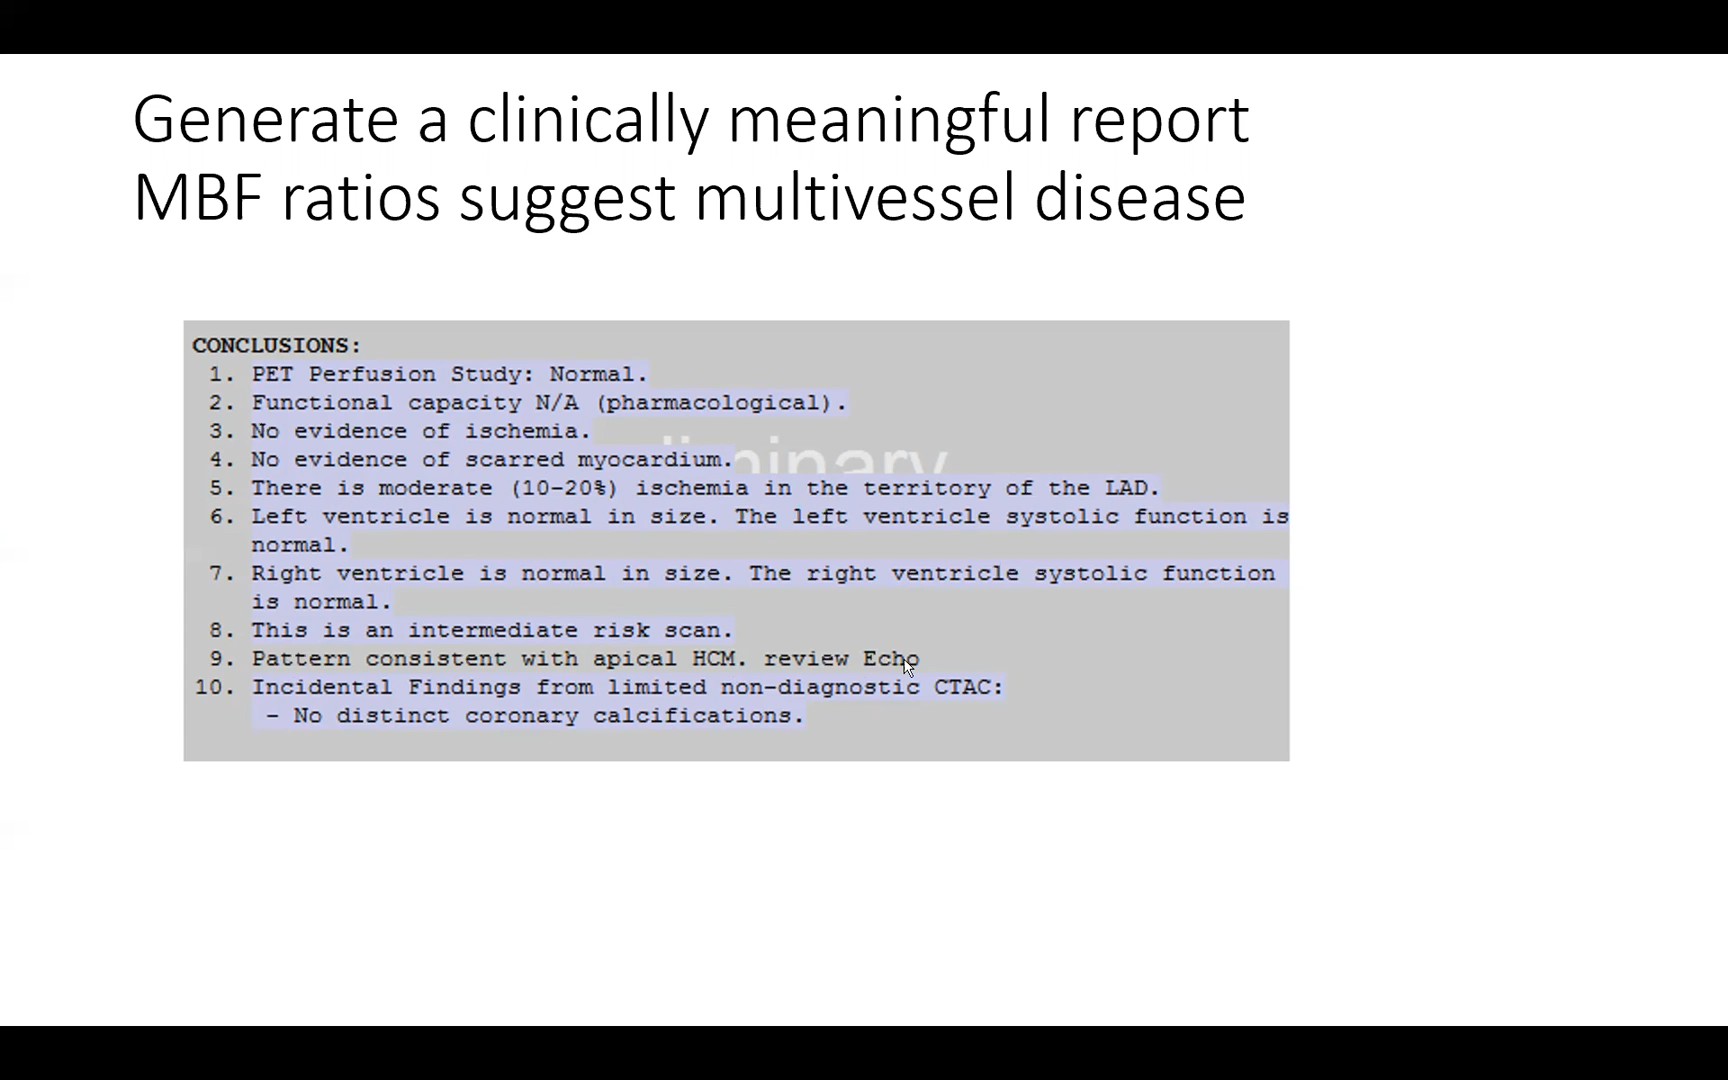 Generate a clinically meaningful report
MBF ratios suggest multivessel disease
CONCLUSIONS:
1. PET Perfusion Study: Normal.
2. Functional capacity N/A (pharmacological).
3. No evidence of ischemia.
4. No evidence of scarred myocardium.
5. There is moderate (10-20%) ischemia in the territory of the LAD.
6. Left ventricle is normal in size. The left ventricle systolic function is
normal.
7. Right ventricle is normal in size. The right ventricle systolic function
is normal.
8. This is an intermediate risk scan.
9. Pattern consistent with apical HCM. review Echo
10. Incidental Findings from limited non-diagnostic CTAC:
- No distinct coronary calcifications.